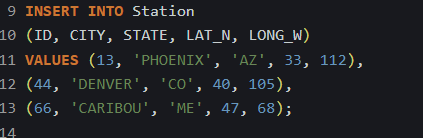 9 INSERT INTO Station
10 (ID, CITY, STATE, LAT_N, LONG_W)
11 VALUES (13, 'PHOENIX', 'AZ', 33, 112),
12 (44, 'DENVER', 'CO', 40, 105),
13 (66, 'CARIBOU', 'ME', 47, 68);
14